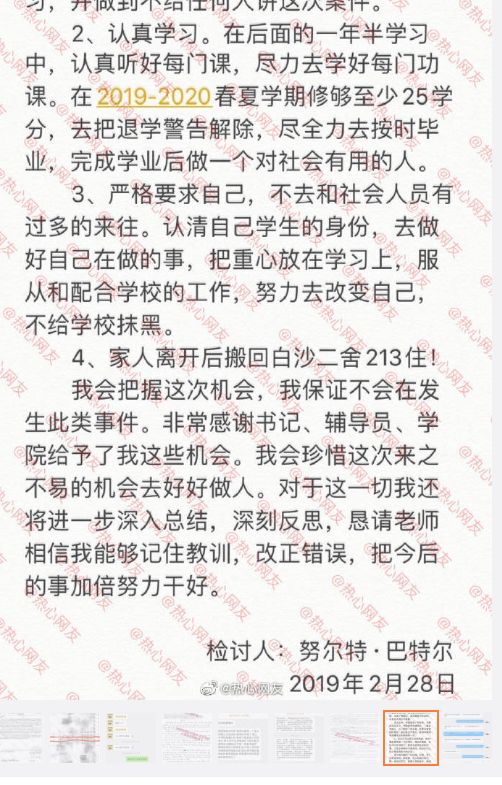 习，并做到不给任何人讲这次案件。
2、认真学习。在后面的一年半学习
中，认真听好每门课，尽力去学好每门功
课。在2019-2020春夏学期修够至少25学
分，去把退学警告解除，尽全力去按时毕
业，完成学业后做一个对社会有用的人。
3、严格要求自己，不去和社会人员有
过多的来往。认清自己学生的身份，去做
好自己在做的事，把重心放在学习上，服
从和配合学校的工作，努力去改变自己，
不给学校抹黑。
4、家人离开后搬回白沙二舍213住！
我会把握这次机会，我保证不会在发
生此类事件。非常感谢书记、辅导员、学
院给予了我这些机会。我会珍惜这次来之
不易的机会去好好做人。对于这一切我还
将进一步深入总结，深刻反思，恳请老师
相信我能够记住教训，改正错误，把今后
的事加倍努力干好。
检讨人：努尔特·巴特尔
@热心网友
2019年2月28日